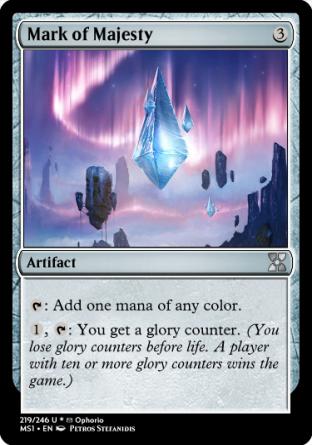 Mark of Majesty 3
Artifact
: Add one mana of any color.
1, : You get a glory counter. (You
lose glory counters before life. A player
with ten or more glory counters wins
the game.)
219/246 U * Ophorio
MS1 • EN Petros Stefanidis